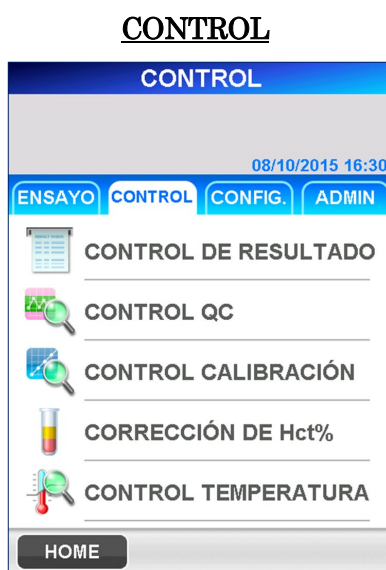 CONTROL
CONTROL
08/10/2015 16:30
ENSAYO CONTROL CONFIG. ADMIN
CONTROL DE RESULTADO
CONTROL QC
CONTROL CALIBRACIÓN
CORRECCIÓN DE Hct%
CONTROL TEMPERATURA
HOME